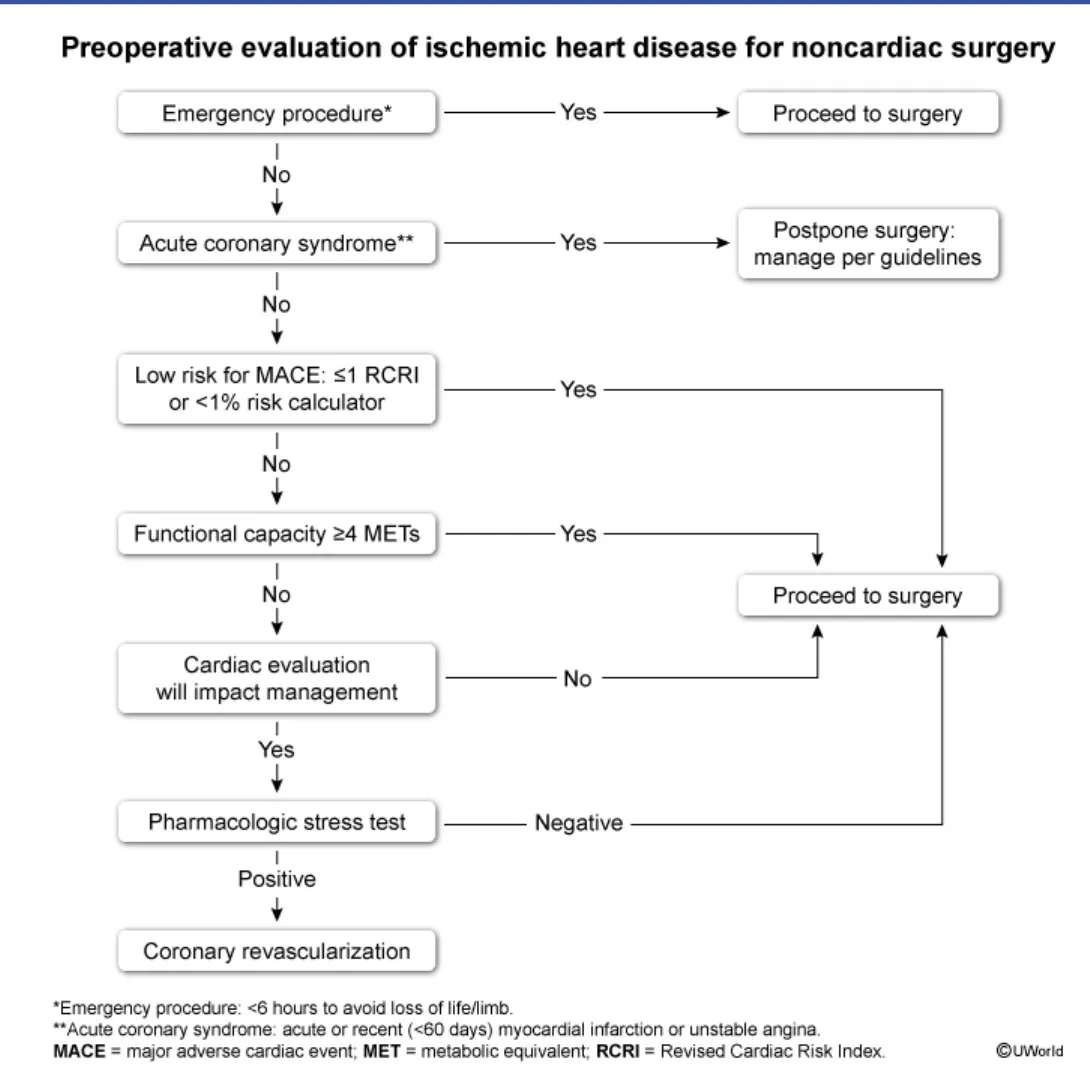 Preoperative evaluation of ischemic heart disease for noncardiac surgery
Emergency procedure*
Yes
Proceed to surgery
No
Acute coronary syndrome**
Yes
Postpone surgery:
manage per guidelines
No
Low risk for MACE: ≤1 RCRI
or <1% risk calculator
Yes
No
Functional capacity ≥4 METs
Yes
Proceed to surgery
No
Cardiac evaluation
will impact management
No
Yes
Pharmacologic stress test
Negative
Positive
Coronary revascularization
*Emergency procedure: <6 hours to avoid loss of life/limb.
**Acute coronary syndrome: acute or recent (<60 days) myocardial infarction or unstable angina.
MACE = major adverse cardiac event; MET = metabolic equivalent; RCRI = Revised Cardiac Risk Index.
©UWorld